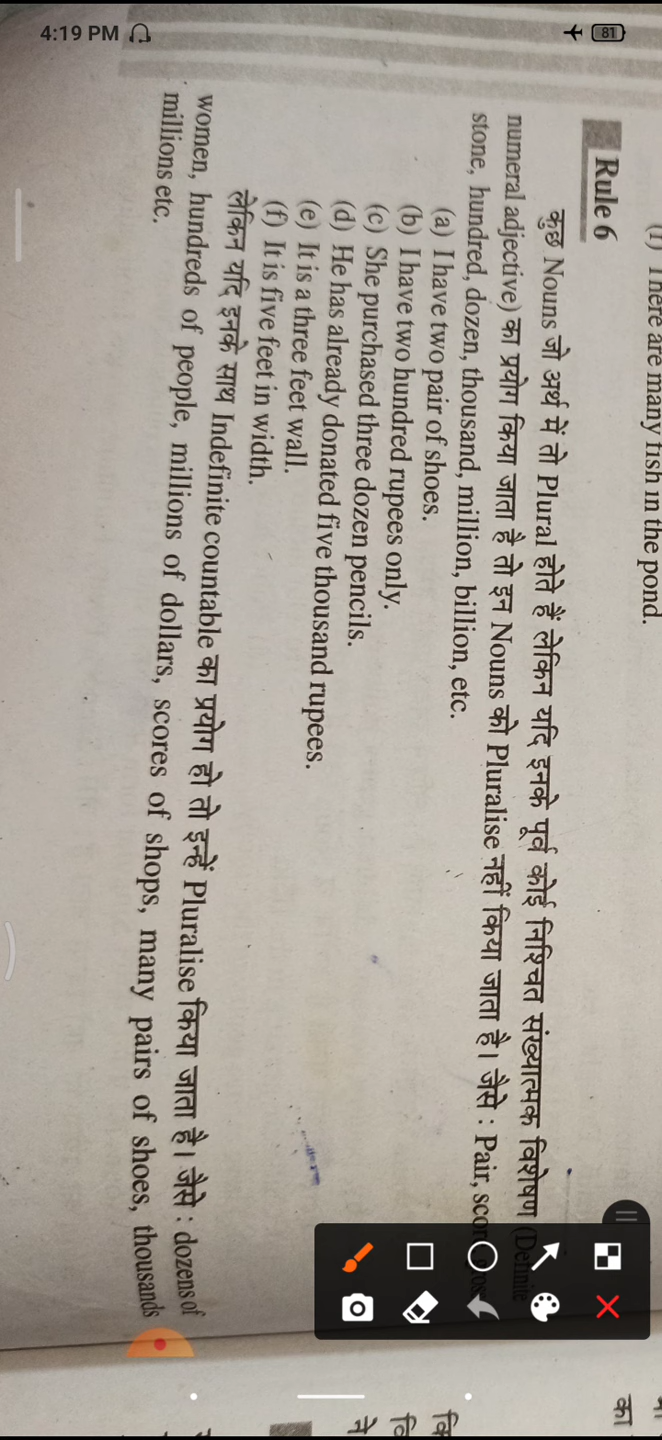 4:19 PM
81
(f) There are many fish in the pond.
Rule 6
कुछ Nouns जो अर्थ में तो Plural होते हैं लेकिन यदि इनके पूर्व कोई निश्चित संख्यात्मक विशेषण (Definite
numeral adjective) का प्रयोग किया जाता है तो इन Nouns को Pluralise नहीं किया जाता है। जैसे : Pair,
stone, hundred, dozen, thousand, million, billion, etc.
(a) I have two pair of shoes.
(b) I have two hundred rupees only.
(c) She purchased three dozen pencils.
(d) He has already donated five thousand rupees.
(e) It is a three feet wall.
(f) It is five feet in width.
लेकिन यदि इनके साथ Indefinite countable का प्रयोग हो तो इन्हें Pluralise किया जाता है। जैसे : dozens of
women, hundreds of people, millions of dollars, scores of shops, many pairs of shoes, thousands
millions etc.
का
ने